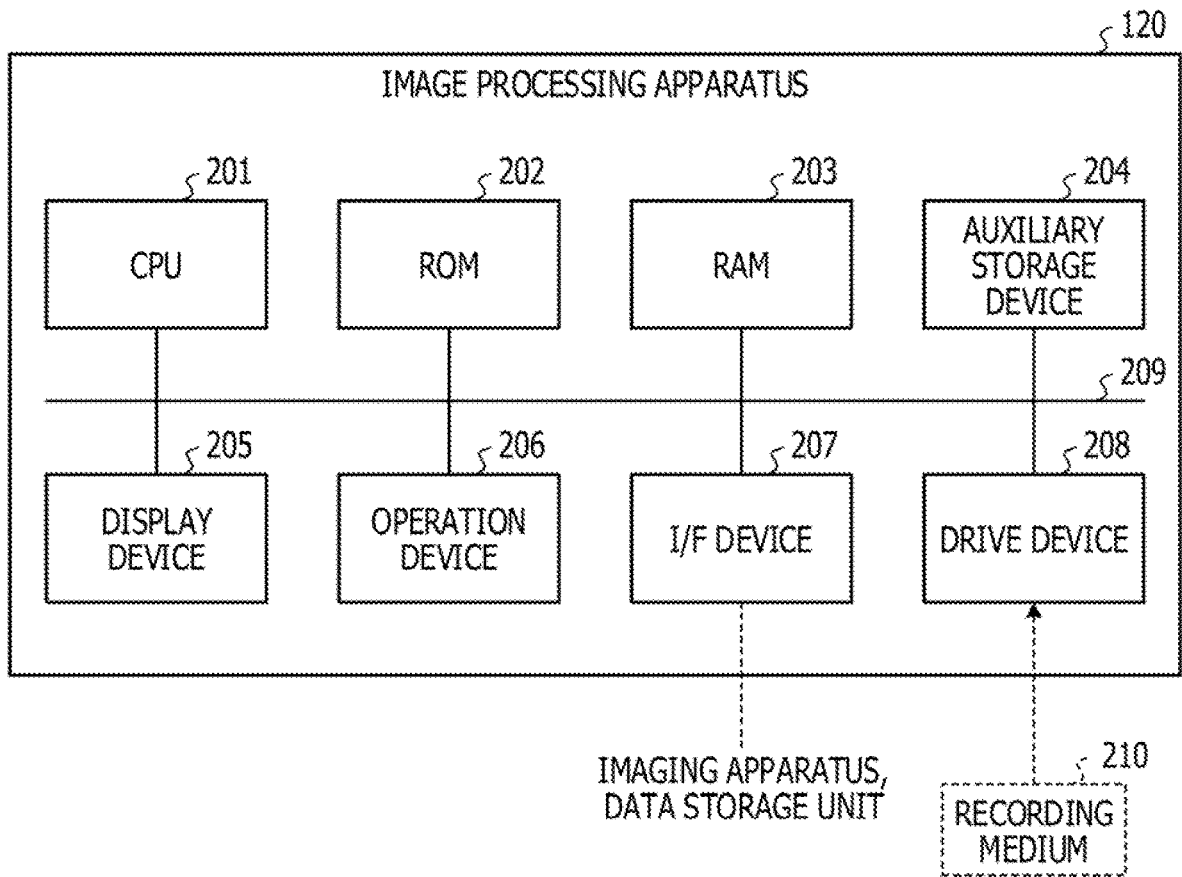 120
IMAGE PROCESSING APPARATUS
201
202
203
204
CPU
ROM
RAM
AUXILIARY
STORAGE
DEVICE
209
205
206
207
208
DISPLAY
DEVICE
OPERATION
DEVICE
I/F DEVICE
DRIVE DEVICE
IMAGING APPARATUS,
DATA STORAGE UNIT
210
RECORDING
MEDIUM